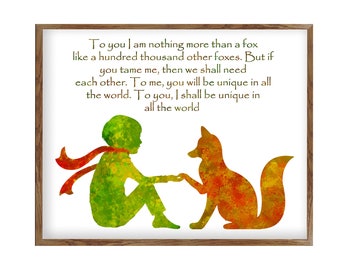 To you I am nothing more than a fox
like a hundred thousand other foxes. But if
you tame me, then we shall need
each other. To me, you will be unique in all
the world. To you, I shall be unique in
all the world